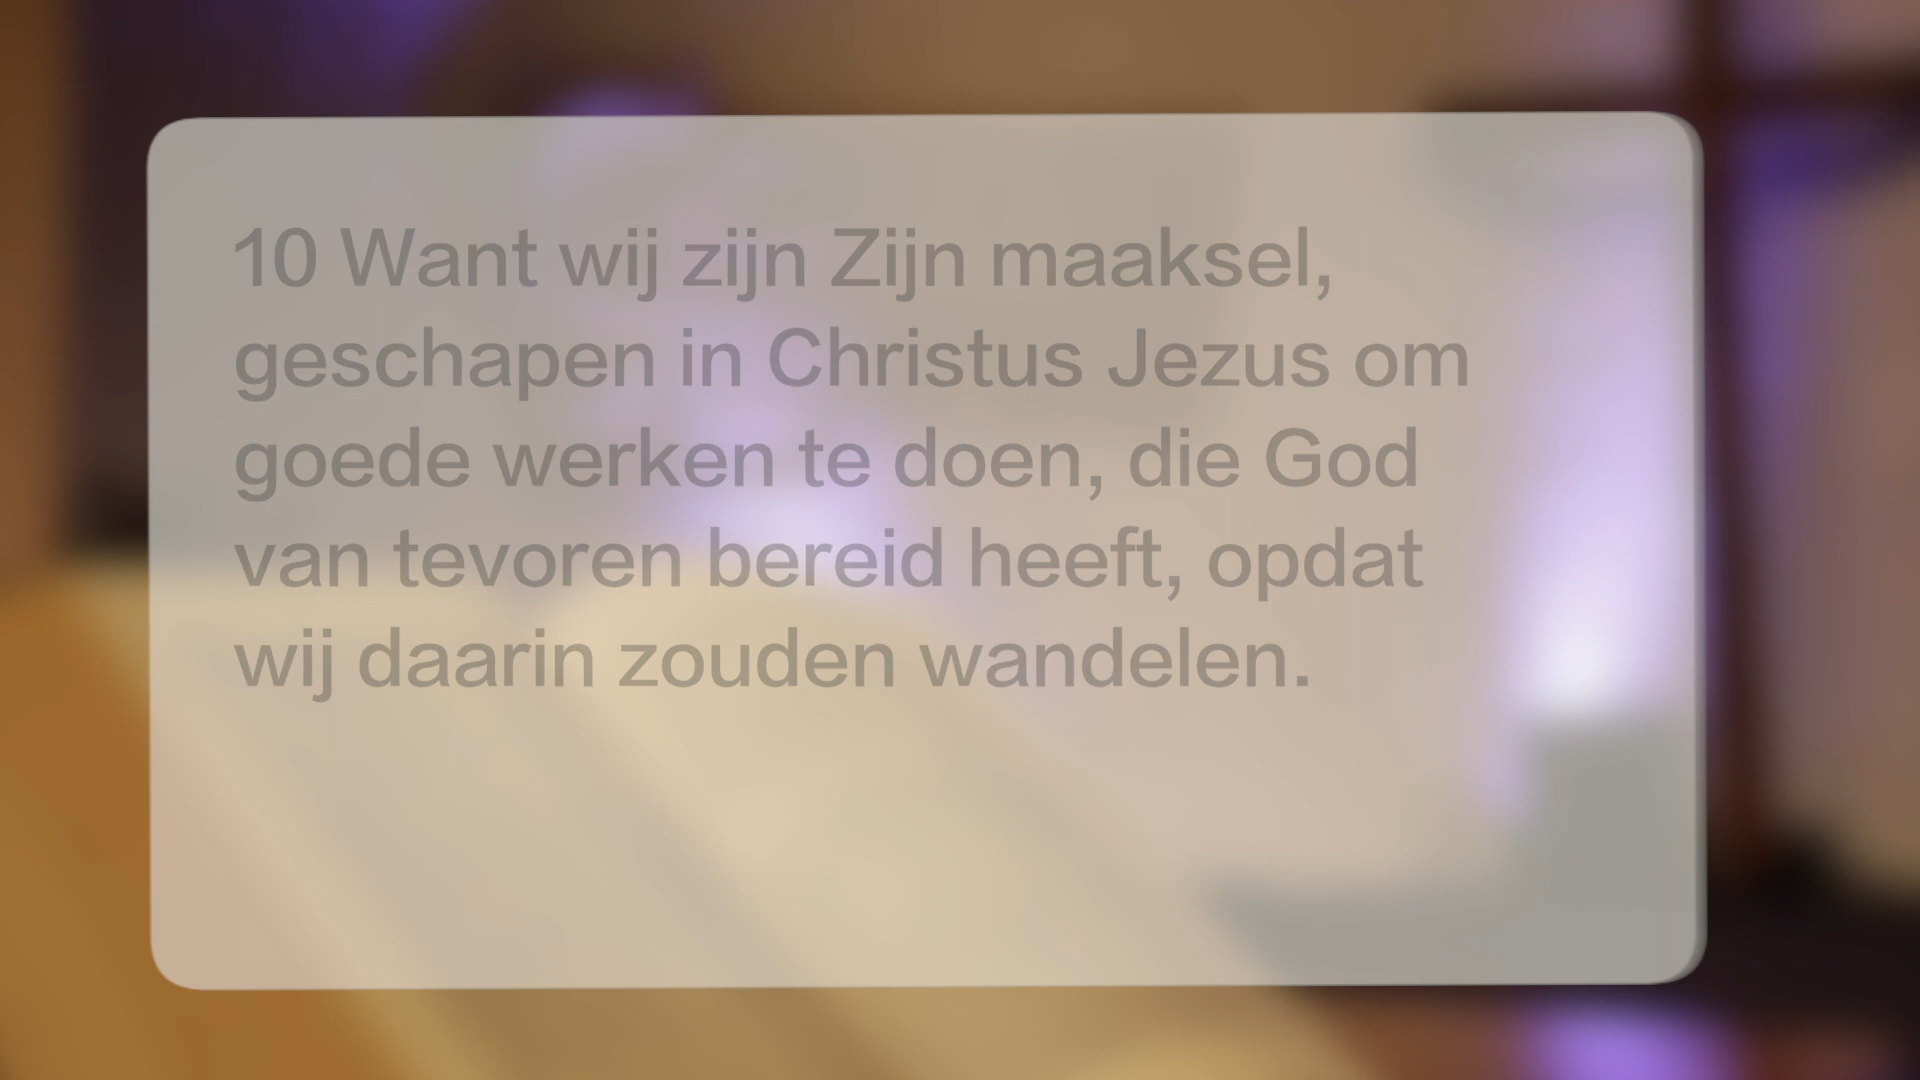 10 Want wij zijn Zijn maaksel,
geschapen in Christus Jezus om
goede werken te doen, die God
van tevoren bereid heeft, opdat
wij daarin zouden wandelen.